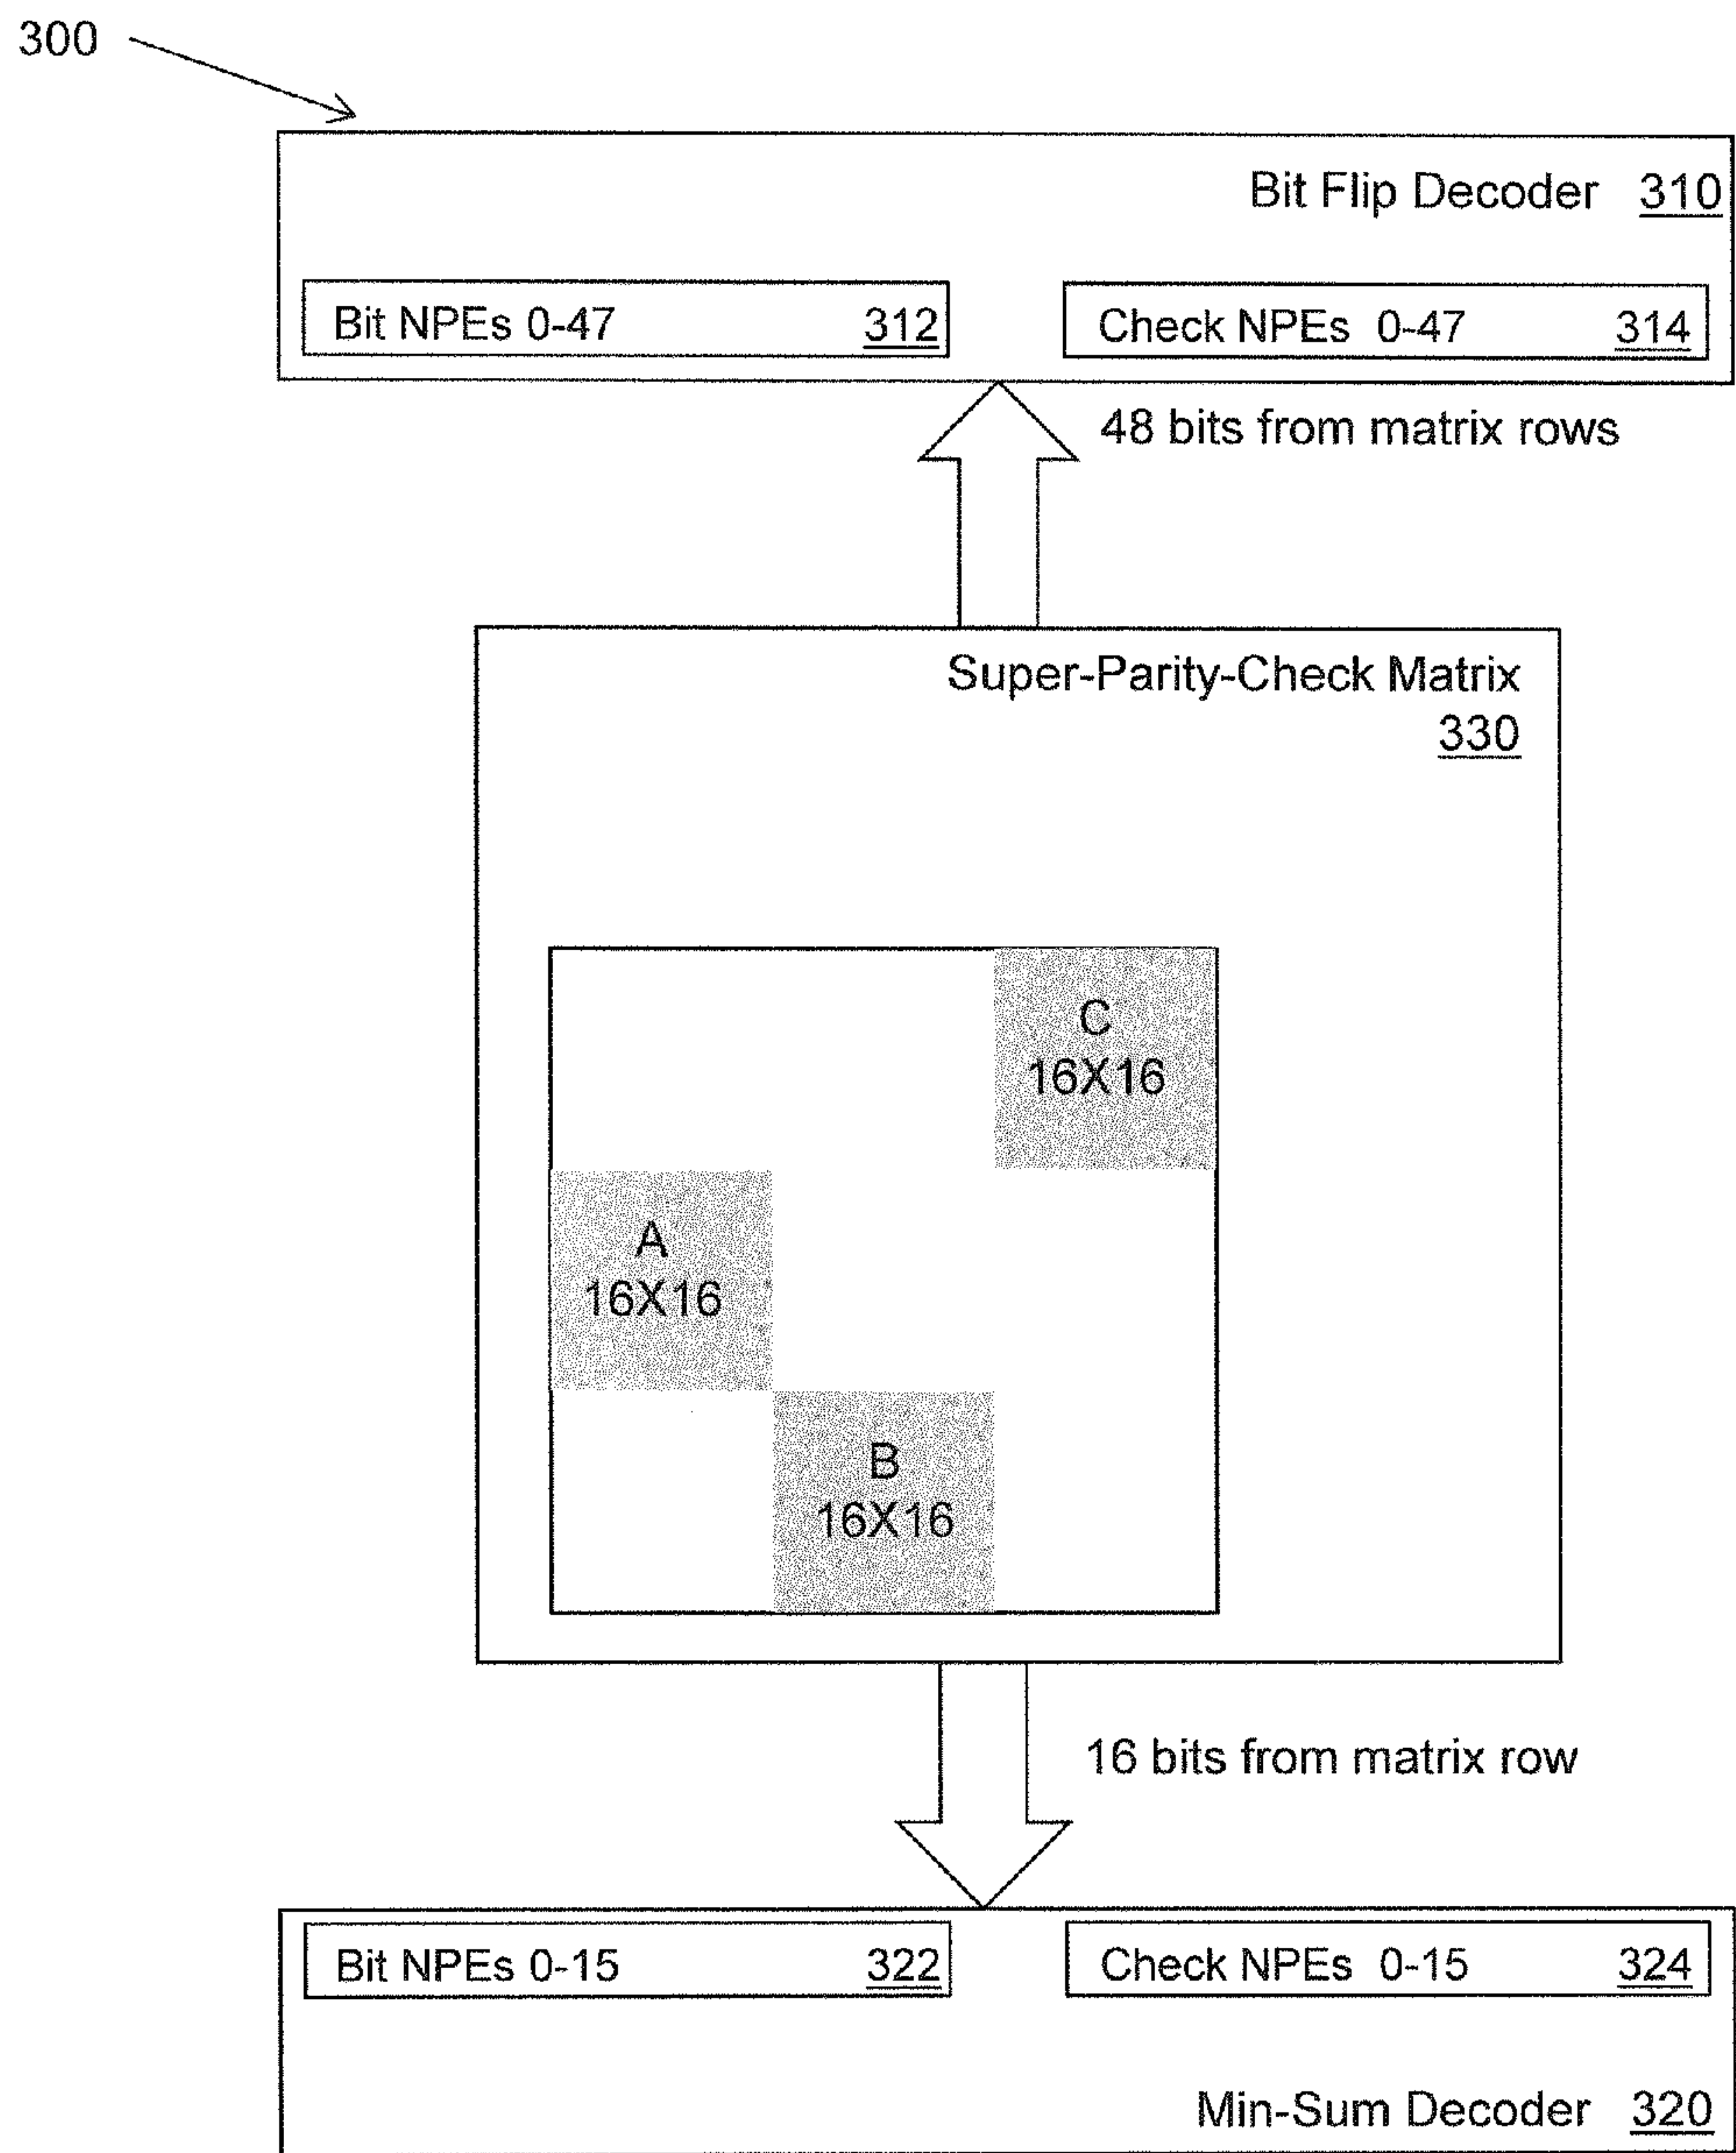 300
Bit Flip Decoder 310
Bit NPEs 0-47 312
Check NPEs 0-47 314
48 bits from matrix rows
Super-Parity-Check Matrix
330
C
16X16
A
16X16
B
16X16
16 bits from matrix row
Bit NPEs 0-15 322
Check NPEs 0-15 324
Min-Sum Decoder 320